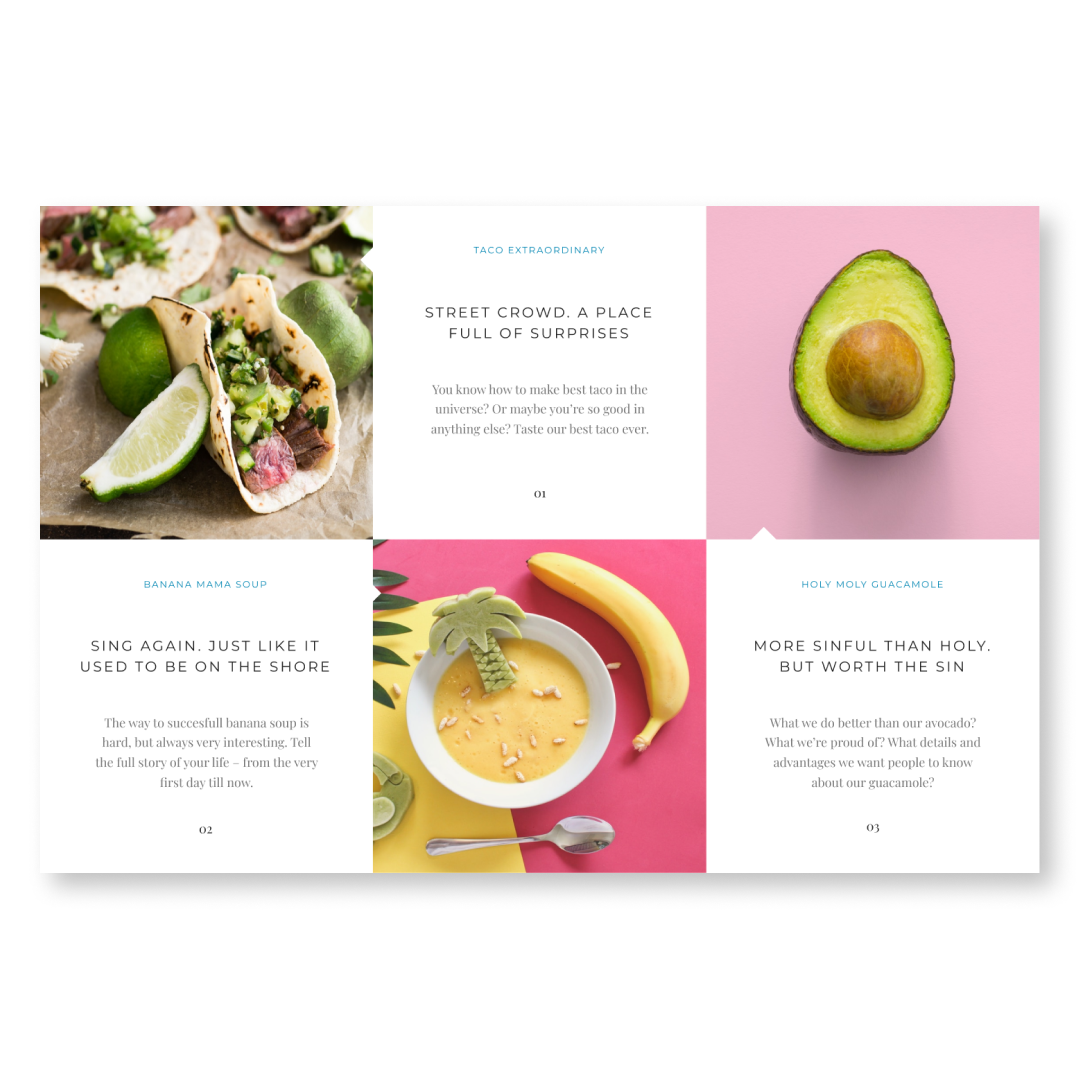 TACO EXTRAORDINARY
STREET CROWD. A PLACE
FULL OF SURPRISES
You know how to make best taco in the
universe? Or maybe you're so good in
anything else? Taste our best taco ever.
01
BANANA MAMA SOUP
SING AGAIN. JUST LIKE IT
USED TO BE ON THE SHORE
The way to succesfull banana soup is
hard, but always very interesting. Tell
the full story of your life – from the very
first day till now.
02
HOLY MOLY GUACAMOLE
MORE SINFUL THAN HOLY.
BUT WORTH THE SIN
What we do better than our avocado?
What we're proud of? What details and
advantages we want people to know
about our guacamole?
03